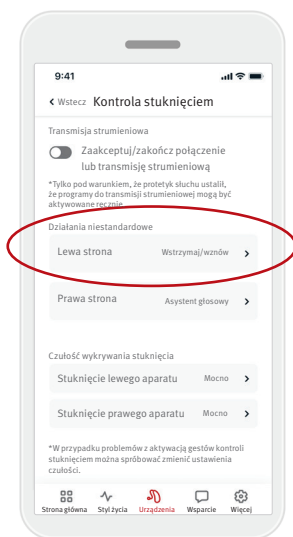 9:41
Wstecz Kontrola stuknięciem
Transmisja strumieniowa
Zaakceptuj/zakończ połączenie
lub transmisję strumieniową
*Tylko pod warunkiem, że protetyk słuchu ustalił,
że programy do transmisji strumieniowej mogą być
aktywowane ręcznie.
Działania niestandardowe
Lewa strona Wstrzymaj/wznów
Prawa strona Asystent głosowy
Czułość wykrywania stuknięcia
Stuknięcie lewego aparatu Mocno
Stuknięcie prawego aparatu Mocno
*W przypadku problemów z aktywacją gestów kontroli
stuknięciem można spróbować zmienić ustawienia
czułości.
Strona główna Styl życia Urządzenia Wsparcie Więcej